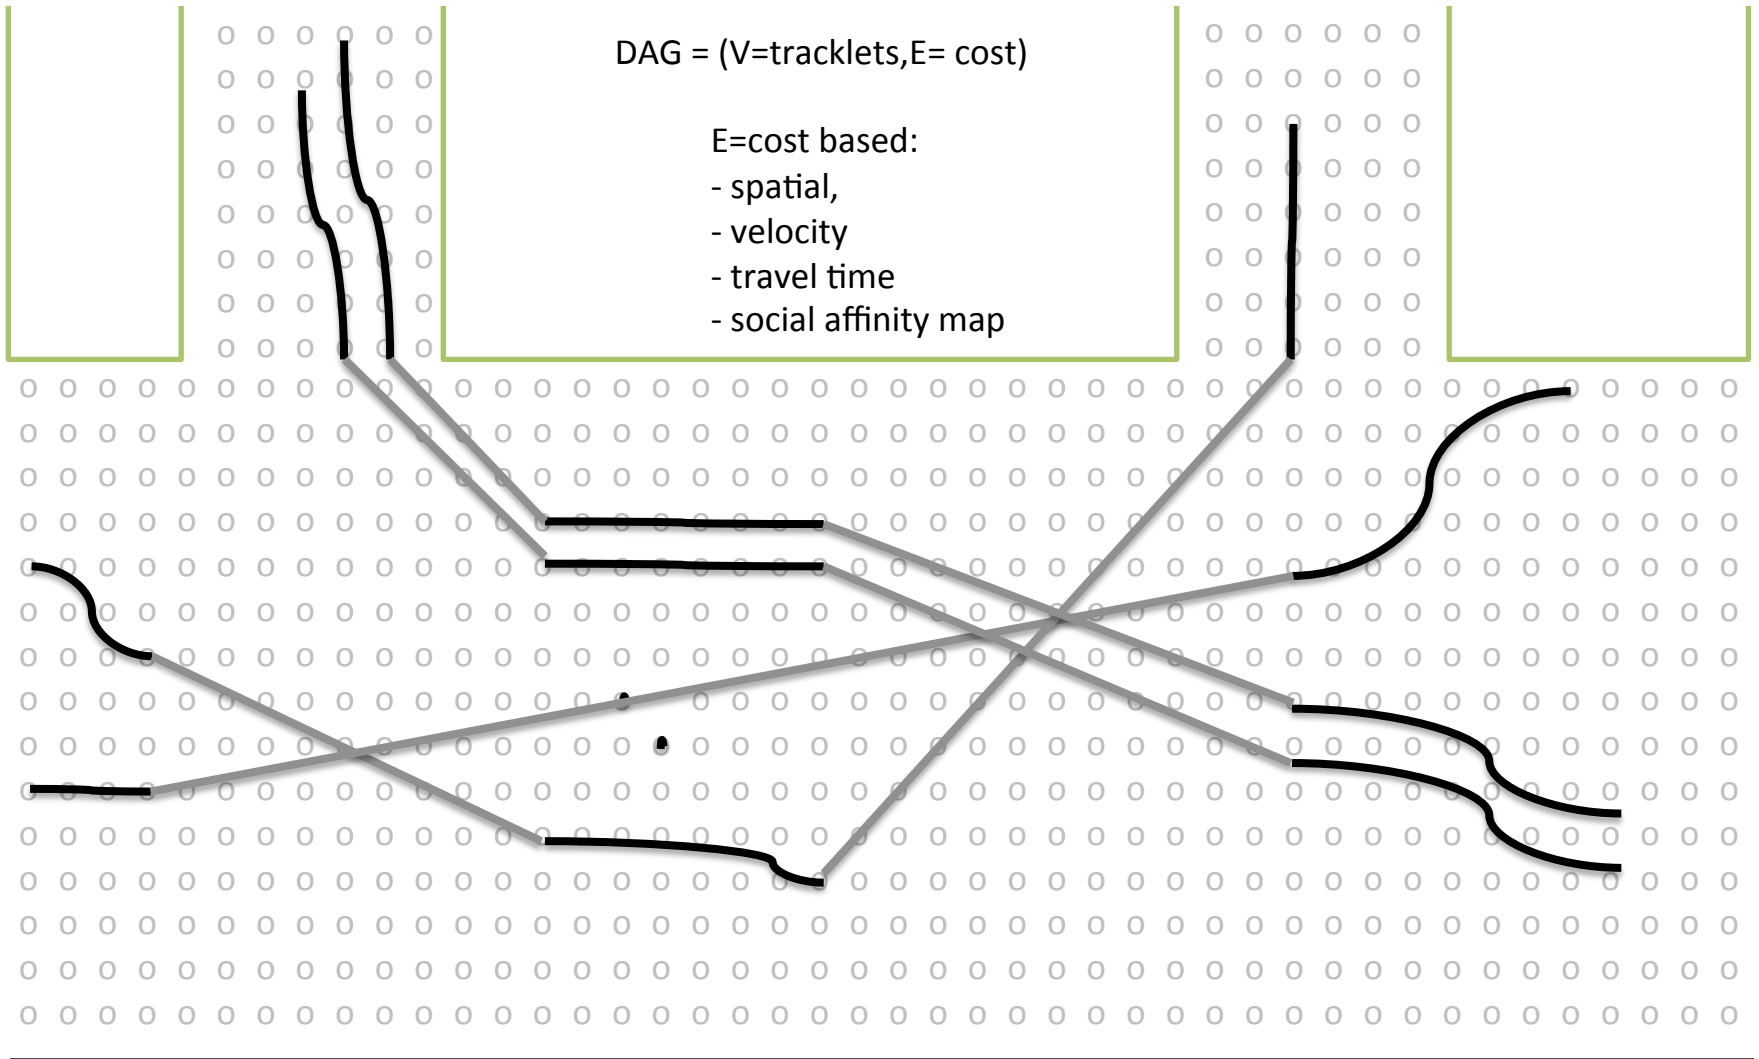 DAG = (V=tracklets,E= cost)
E=cost based:
- spatial,
- velocity
- travel time
- social affinity map